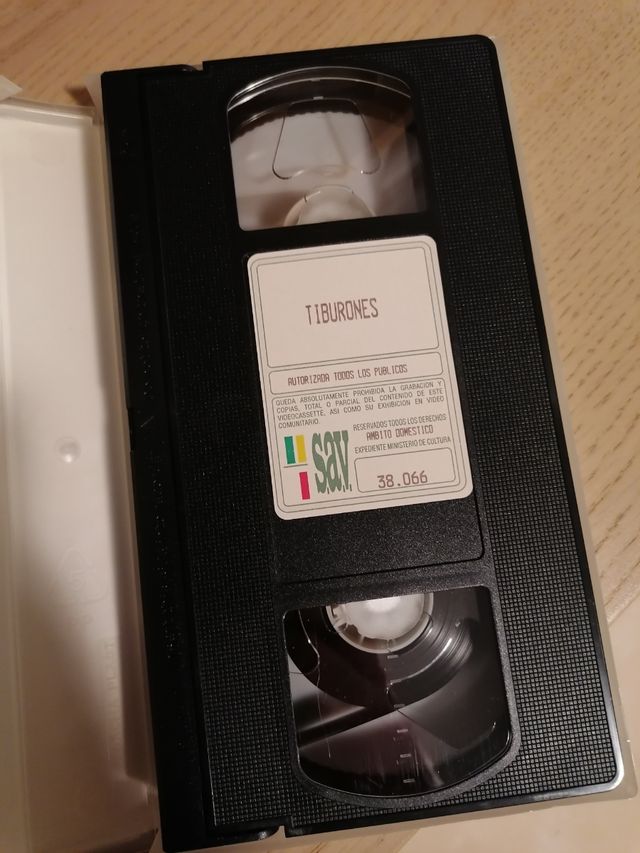 TIBURONES
AUTORIZADA TODOS LOS PUBLICOS
QUEDA ABSOLUTAMENTE PROHIBIDA LA GRABACION Y
COPIAS, TOTAL O PARCIAL DEL CONTENIDO DE ESTE
VIDEOCASSETTE, ASI COMO SU EXHIBICION EN VIDEO
COMUNITARIO.
RESERVADOS TODOS LOS DERECHOS
AMBITO DOMESTICO
EXPEDIENTE MINISTERIO DE CULTURA
s.a.v.
38.066